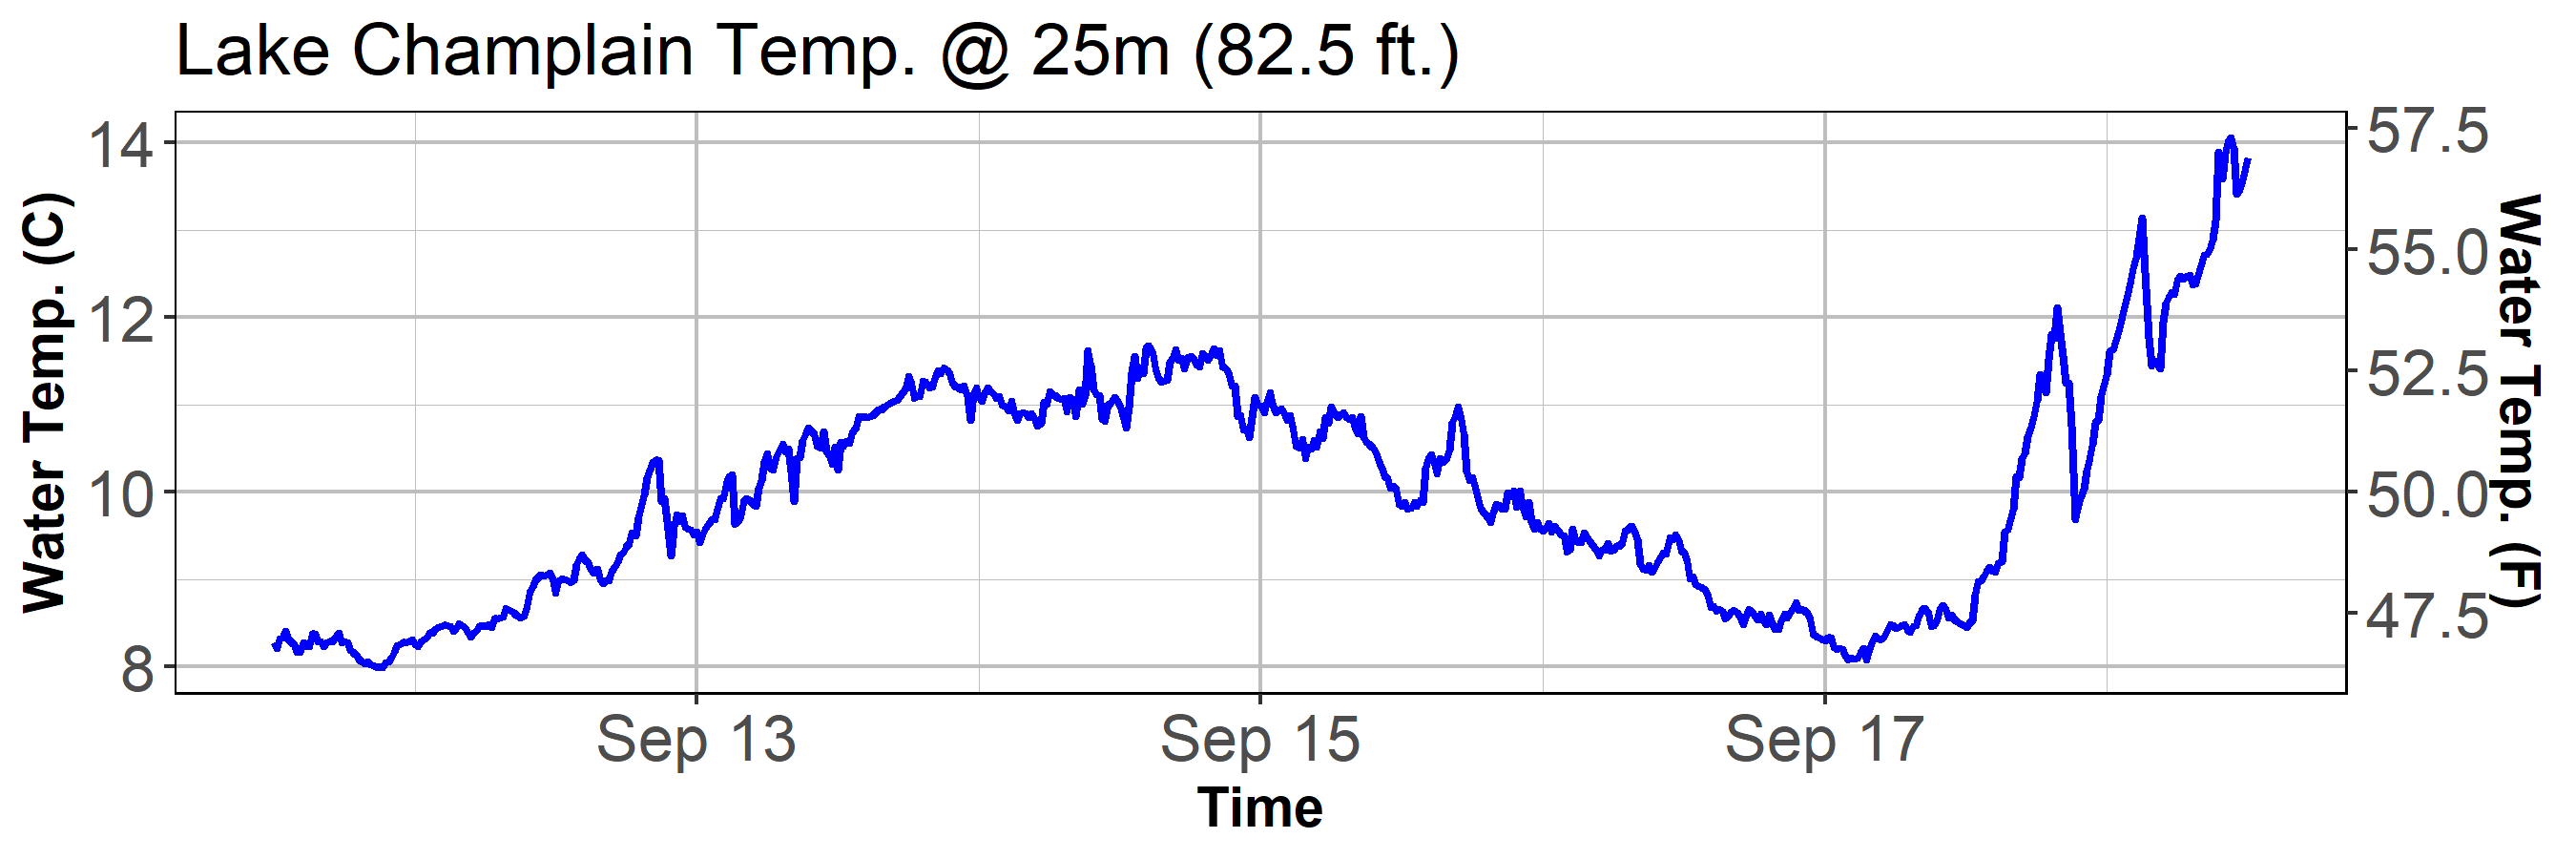 Lake Champlain Temp. @ 25m (82.5 ft.)
Water Temp. (C)
14
12
10
8
57.5
55.0
52.5
50.0
47.5
Water Temp. (F)
Sep 13 Sep 15 Sep 17
Time